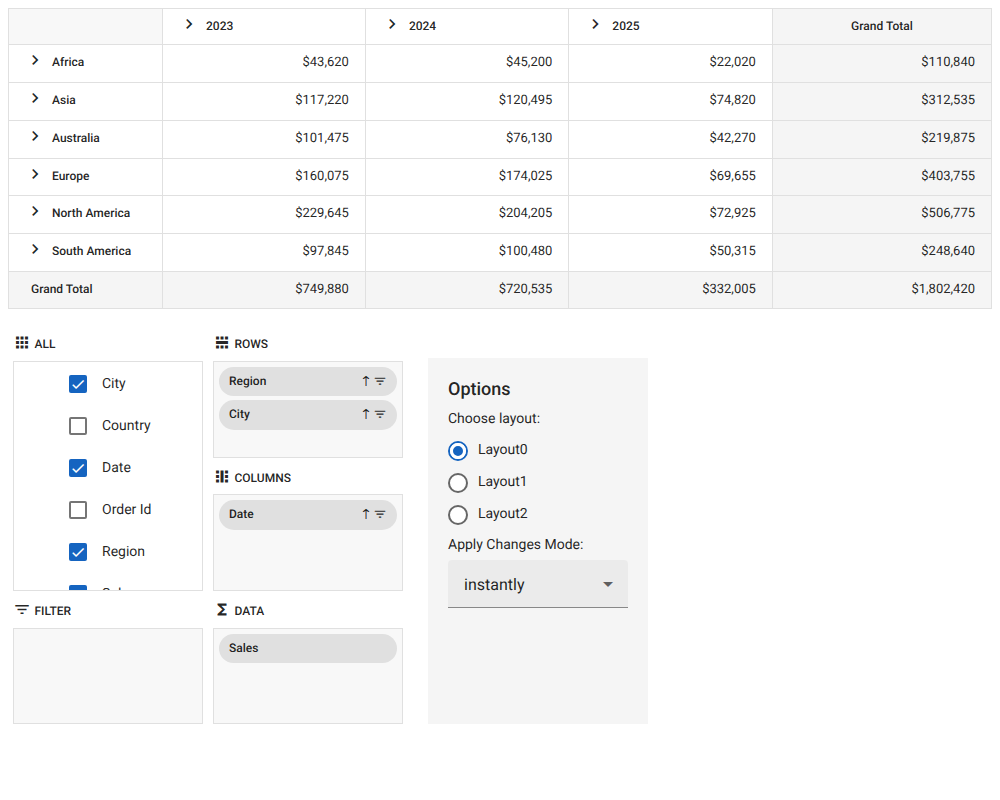 2023 2024 2025 Grand Total
Africa $43,620 $45,200 $22,020 $110,840
Asia $117,220 $120,495 $74,820 $312,535
Australia $101,475 $76,130 $42,270 $219,875
Europe $160,075 $174,025 $69,655 $403,755
North America $229,645 $204,205 $72,925 $506,775
South America $97,845 $100,480 $50,315 $248,640
Grand Total $749,880 $720,535 $332,005 $1,802,420
ALL
City
Country
Date
Order Id
Region
ROWS
Region
City
COLUMNS
Date
FILTER
DATA
Sales
Options
Choose layout:
Layout0
Layout1
Layout2
Apply Changes Mode:
instantly